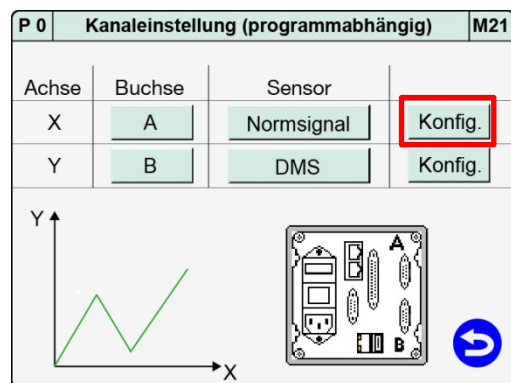 P 0 Kanaleinstellung (programmabhängig) M21
Achse Buchse Sensor
X A Normsignal Konfig.
Y B DMS Konfig.
Y
A
B
X